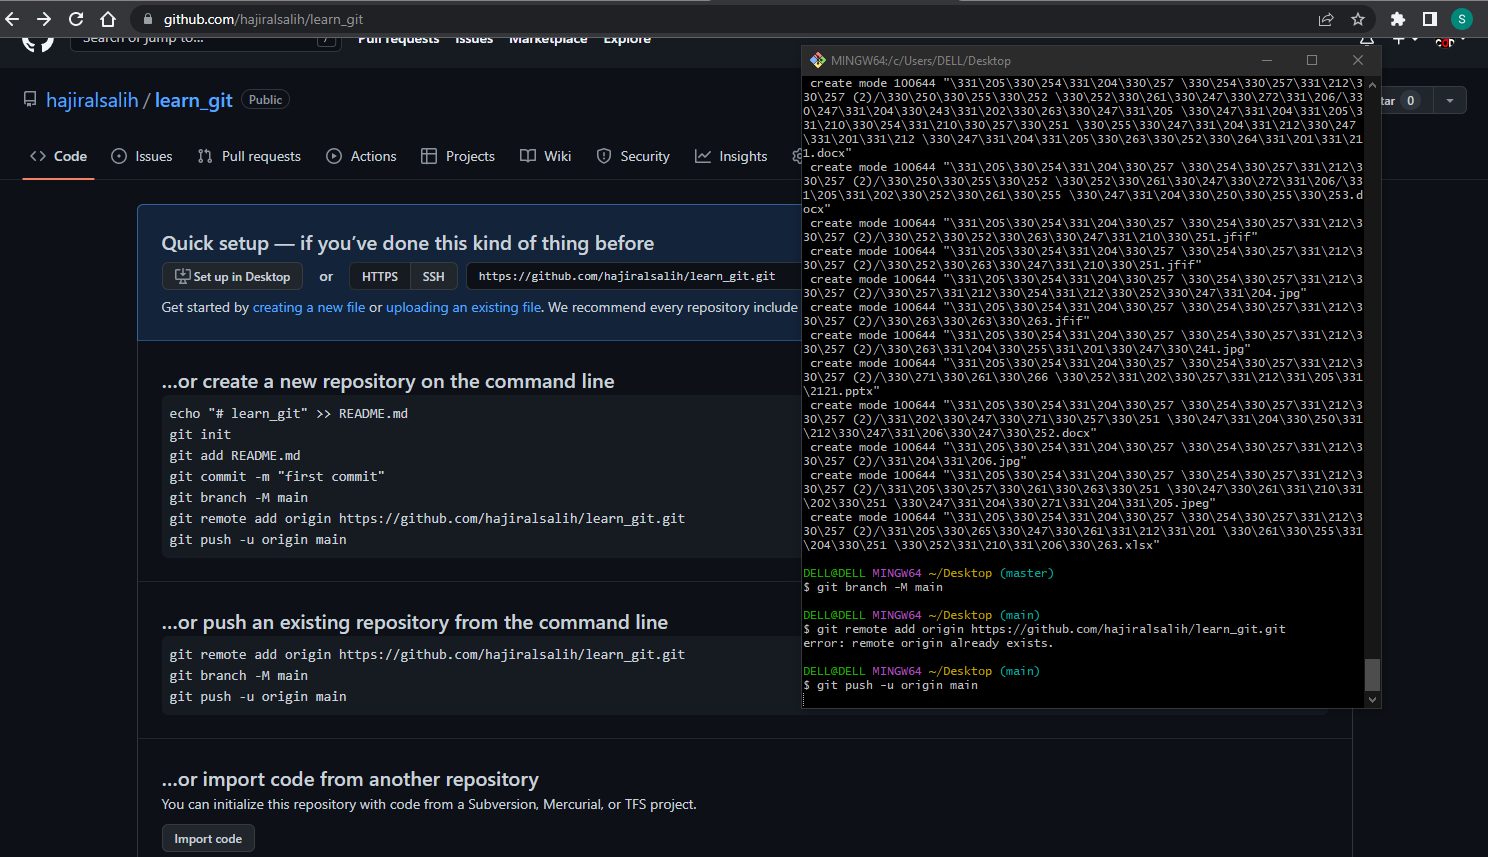 github.com/hajiralsalih/learn_git
S
Search or jump to...
/
Pull requests Issues Marketplace Explore
hajiralsalih / learn_git Public
tar 0
Code Issues Pull requests Actions Projects Wiki Security Insights
Quick setup — if you've done this kind of thing before
Set up in Desktop or HTTPS SSH https://github.com/hajiralsalih/learn_git.git
Get started by creating a new file or uploading an existing file. We recommend every repository include
...or create a new repository on the command line
echo "# learn_git" >> README.md
git init
git add README.md
git commit -m "first commit"
git branch -M main
git remote add origin https://github.com/hajiralsalih/learn_git.git
git push -u origin main
...or push an existing repository from the command line
git remote add origin https://github.com/hajiralsalih/learn_git.git
git branch -M main
git push -u origin main
...or import code from another repository
You can initialize this repository with code from a Subversion, Mercurial, or TFS project.
Import code
MINGW64:/c/Users/DELL/Desktop
create mode 100644 "\331\205\330\254\331\204\330\257 \330\254\330\257\331\212\3
30\257 (2)/\330\250\330\255\330\252 \330\252\330\261\330\247\330\272\331\206/\33
0\247\331\204\330\243\331\202\330\263\330\247\331\205 \330\247\331\204\331\205\3
31\210\330\254\331\210\330\257\330\251 \330\255\330\247\331\204\331\212\330\247
\331\201\331\212 \330\247\331\204\331\205\330\263\330\252\330\264\331\201\331\21
1.docx"
create mode 100644 "\331\205\330\254\331\204\330\257 \330\254\330\257\331\212\3
30\257 (2)/\330\250\330\255\330\252 \330\252\330\261\330\247\330\272\331\206/\33
1\205\331\202\330\252\330\261\330\255 \330\247\331\204\330\250\330\255\330\253.d
ocx"
create mode 100644 "\331\205\330\254\331\204\330\257 \330\254\330\257\331\212\3
30\257 (2)/\330\252\330\252\330\263\330\247\331\210\330\251.jfif"
create mode 100644 "\331\205\330\254\331\204\330\257 \330\254\330\257\331\212\3
30\257 (2)/\330\252\330\252\330\263\330\247\331\210\330\251.jfif"
create mode 100644 "\331\205\330\254\331\204\330\257 \330\254\330\257\331\212\3
30\257 (2)/\330\257\331\212\330\254\331\212\330\252\330\247\331\204.jpg"
create mode 100644 "\331\205\330\254\331\204\330\257 \330\254\330\257\331\212\3
30\257 (2)/\330\263\330\263\330\263.jfif"
create mode 100644 "\331\205\330\254\331\204\330\257 \330\254\330\257\331\212\3
30\257 (2)/\330\263\331\204\330\255\331\201\330\247\330\241.jpg"
create mode 100644 "\331\205\330\254\331\204\330\257 \330\254\330\257\331\212\3
30\257 (2)/\330\271\330\261\330\266 \330\252\331\202\330\257\331\212\331\205\331
\2121.pptx"
create mode 100644 "\331\205\330\254\331\204\330\257 \330\254\330\257\331\212\3
30\257 (2)/\331\202\330\247\330\271\330\257\330\251 \330\247\331\204\330\250\331
\212\330\247\331\206\330\247\330\252.docx"
create mode 100644 "\331\205\330\254\331\204\330\257 \330\254\330\257\331\212\3
30\257 (2)/\331\204\331\206.jpg"
create mode 100644 "\331\205\330\254\331\204\330\257 \330\254\330\257\331\212\3
30\257 (2)/\331\205\330\257\330\261\330\263\330\251 \330\247\330\261\331\210\331
\202\330\251 \330\247\331\204\330\271\331\204\331\205.jpeg"
create mode 100644 "\331\205\330\254\331\204\330\257 \330\254\330\257\331\212\3
30\257 (2)/\331\205\330\265\330\247\330\261\331\212\331\201 \330\261\330\255\331
\204\330\251 \330\252\331\210\331\206\330\263.xlsx"
DELL@DELL MINGW64 ~/Desktop (master)
$ git branch -M main
DELL@DELL MINGW64 ~/Desktop (main)
$ git remote add origin https://github.com/hajiralsalih/learn_git.git
error: remote origin already exists.
DELL@DELL MINGW64 ~/Desktop (main)
$ git push -u origin main